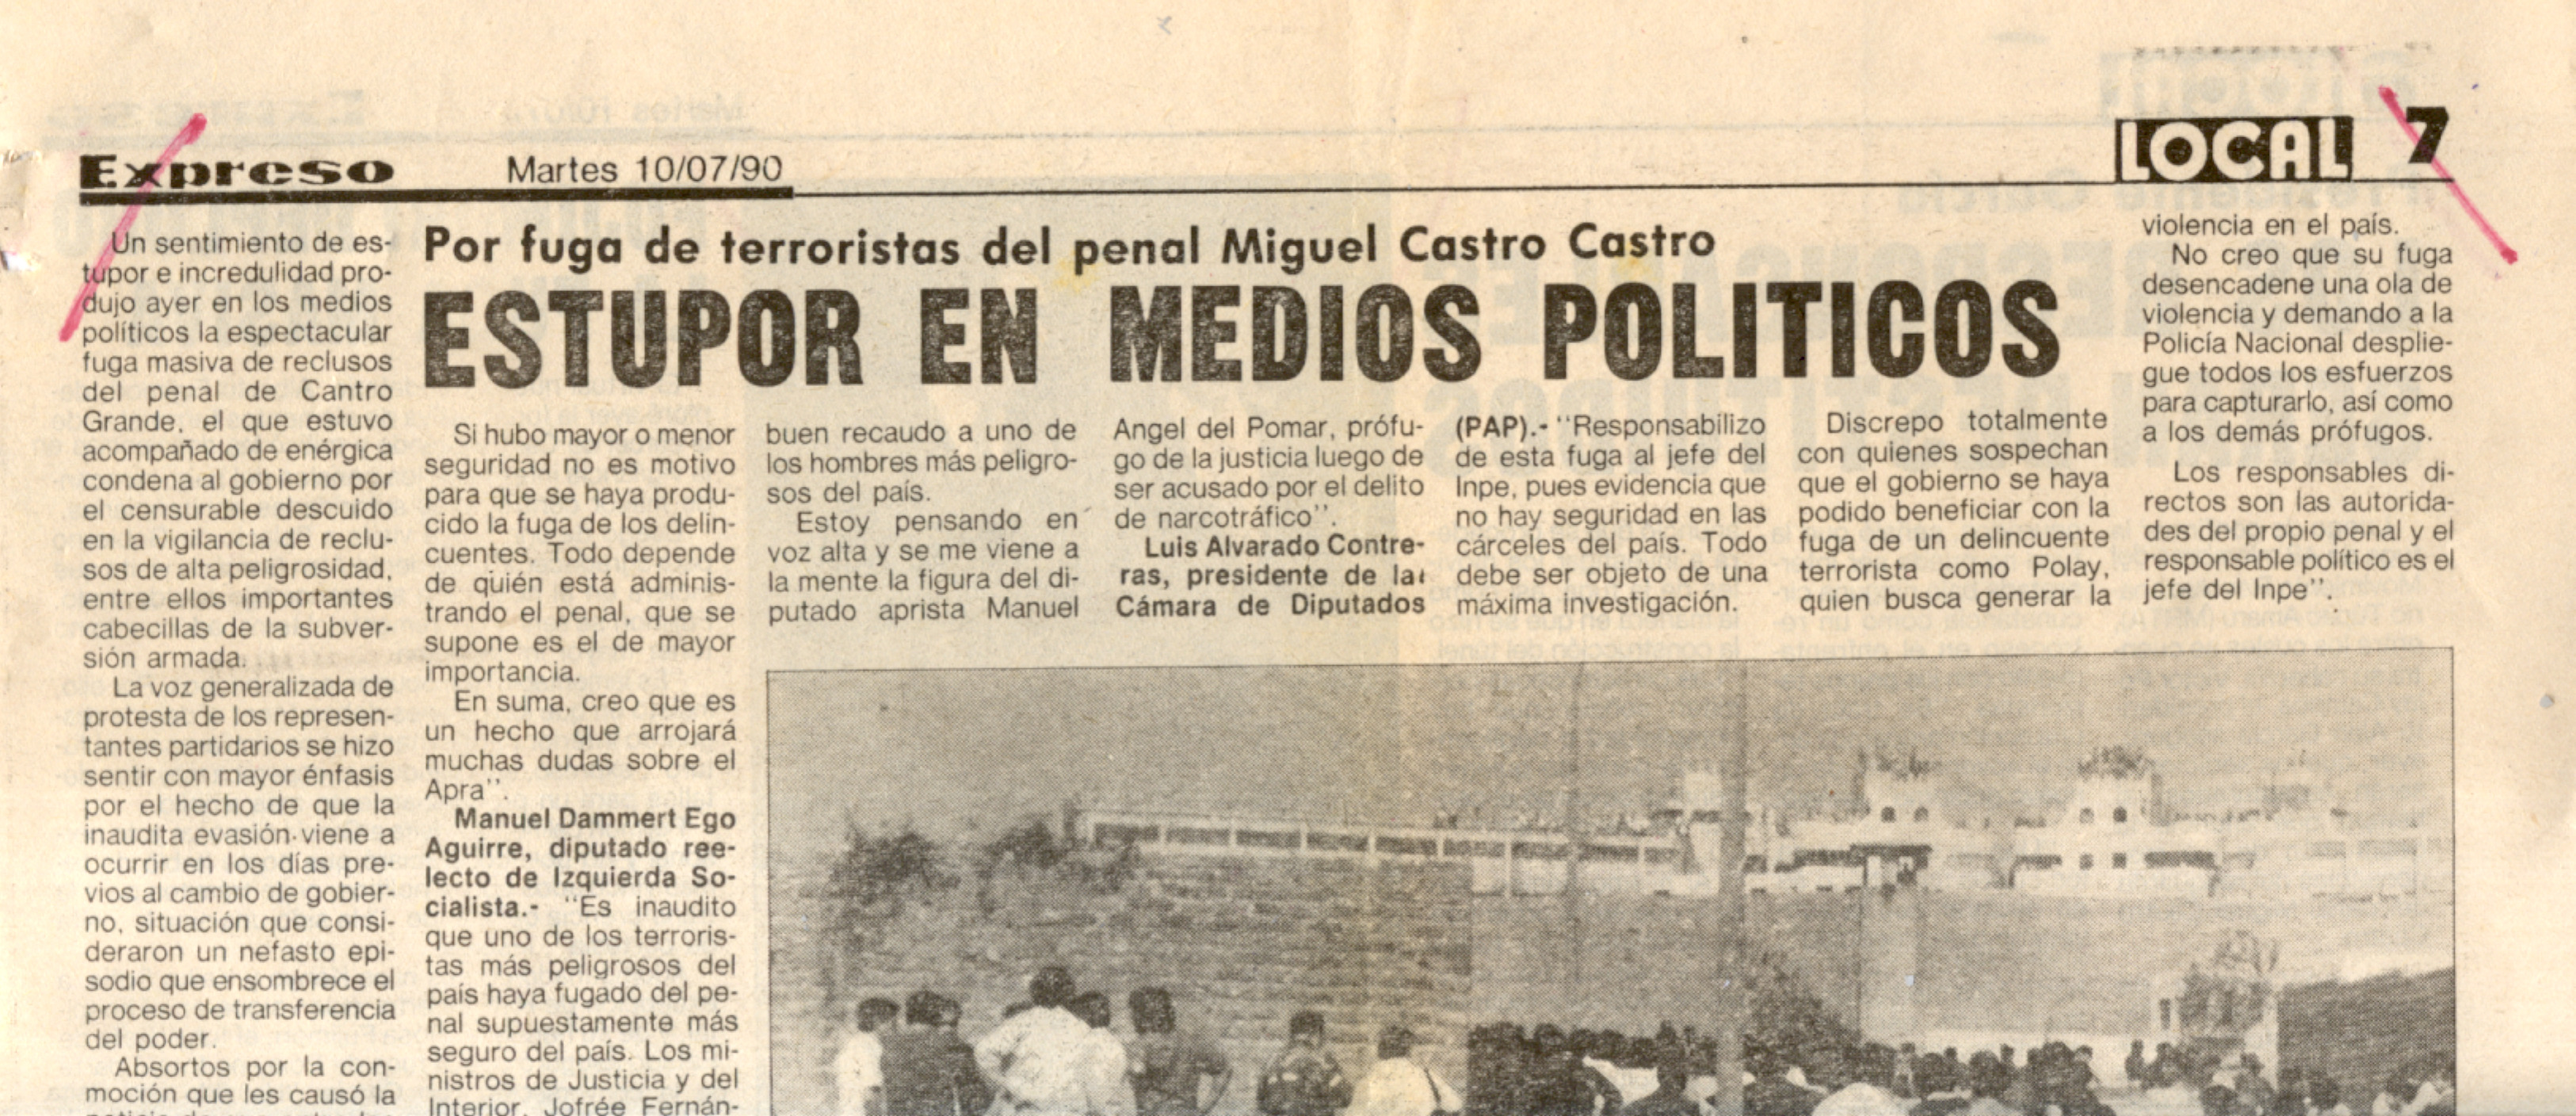 Expreso
Martes 10/07/90
LOCAL 7
Por fuga de terroristas del penal Miguel Castro Castro
ESTUPOR EN MEDIOS POLITICOS
Un sentimiento de es-
tupor e incredulidad pro-
dujo ayer en los medios
políticos la espectacular
fuga masiva de reclusos
del penal de Cantro
Grande, el que estuvo
acompañado de enérgica
condena al gobierno por
el censurable descuido
en la vigilancia de reclu-
sos de alta peligrosidad,
entre ellos importantes
cabecillas de la subver-
sión armada.
La voz generalizada de
protesta de los represen-
tantes partidarios se hizo
sentir con mayor énfasis
por el hecho de que la
inaudita evasión viene a
ocurrir en los días pre-
vios al cambio de gobier-
no, situación que consi-
deraron un nefasto epi-
sodio que ensombrece el
proceso de transferencia
del poder.
Absortos por la con-
moción que les causó la
Si hubo mayor o menor
seguridad no es motivo
para que se haya produ-
cido la fuga de los delin-
cuentes. Todo depende
de quién está adminis-
trando el penal, que se
supone es el de mayor
importancia.
En suma, creo que es
un hecho que arrojará
muchas dudas sobre el
Apra".
Manuel Dammert Ego
Aguirre, diputado ree-
lecto de Izquierda So-
cialista.- "Es inaudito
que uno de los terroris-
tas más peligrosos del
país haya fugado del pe-
nal supuestamente más
seguro del país. Los mi-
nistros de Justicia y del
Interior, Jofrée Fernán-
buen recaudo a uno de
los hombres más peligro-
sos del país.
Estoy pensando en
voz alta y se me viene a
la mente la figura del di-
putado aprista Manuel
Angel del Pomar, prófu-
go de la justicia luego de
ser acusado por el delito
de narcotráfico".
Luis Alvarado Contre-
ras, presidente de la
Cámara de Diputados
(PAP).- "Responsabilizo
de esta fuga al jefe del
Inpe, pues evidencia que
no hay seguridad en las
cárceles del país. Todo
debe ser objeto de una
máxima investigación.
Discrepo totalmente
con quienes sospechan
que el gobierno se haya
podido beneficiar con la
fuga de un delincuente
terrorista como Polay,
quien busca generar la
violencia en el país.
No creo que su fuga
desencadene una ola de
violencia y demando a la
Policía Nacional desplie-
gue todos los esfuerzos
para capturarlo, así como
a los demás prófugos.
Los responsables di-
rectos son las autorida-
des del propio penal y el
responsable político es el
jefe del Inpe".